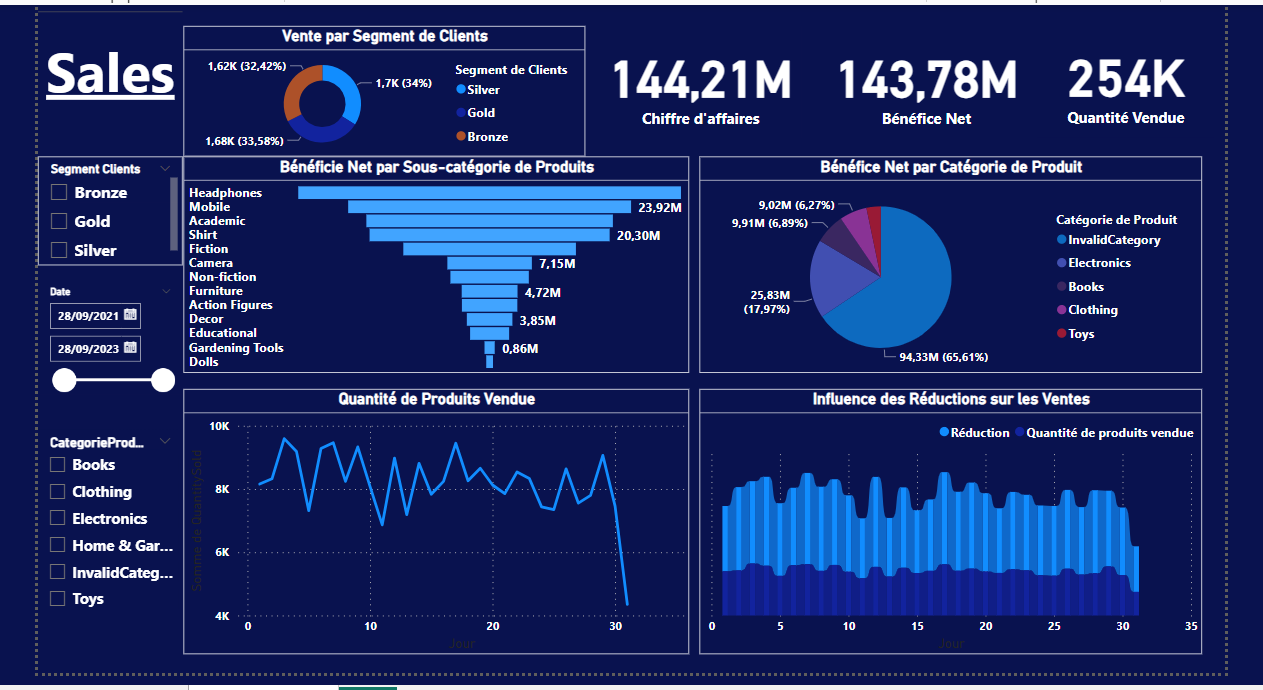 Sales
Vente par Segment de Clients
1,62K (32,42%)
1,7K (34%)
1,68K (33,58%)
Segment de Clients
Silver
Gold
Bronze
144,21M
Chiffre d'affaires
143,78M
Bénéfice Net
254K
Quantité Vendue
Segment Clients
Bronze
Gold
Silver
Date
28/09/2021
28/09/2023
CategorieProd...
Books
Clothing
Electronics
Home & Gar...
InvalidCateg...
Toys
Bénéficie Net par Sous-catégorie de Produits
Headphones
Mobile 23,92M
Academic
Shirt 20,30M
Fiction
Camera 7,15M
Non-fiction
Furniture 4,72M
Action Figures
Decor 3,85M
Educational
Gardening Tools 0,86M
Dolls
Bénéfice Net par Catégorie de Produit
9,02M (6,27%)
9,91M (6,89%)
25,83M
(17,97%)
94,33M (65,61%)
Catégorie de Produit
InvalidCategory
Electronics
Books
Clothing
Toys
Quantité de Produits Vendue
Somme de QuantitySold
10K
8K
6K
4K
0 10 20 30
Jour
Influence des Réductions sur les Ventes
Réduction Quantité de produits vendue
0 5 10 15 20 25 30 35
Jour